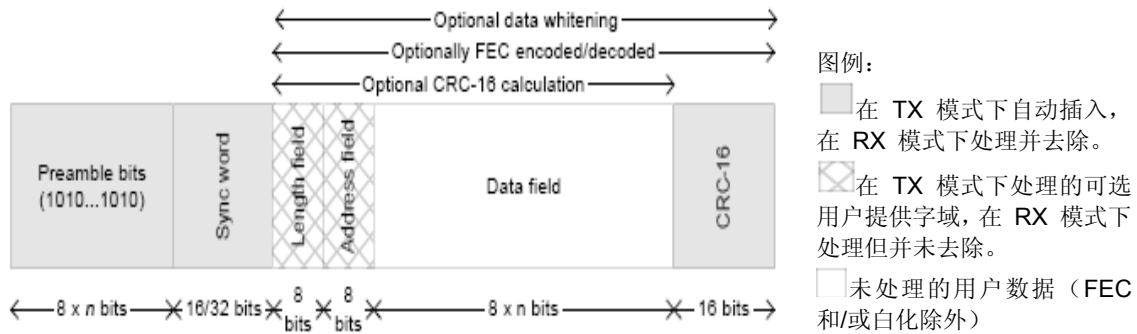 Optional data whitening
Optionally FEC encoded/decoded
Optional CRC-16 calculation
Preamble bits
(1010...1010)
Sync word
Length field
Address field
Data field
CRC-16
8 x n bits
16/32 bits
8
bits
8
bits
8 x n bits
16 bits
图例:
在 TX 模式下自动插入，
在 RX 模式下处理并去除。
在 TX 模式下处理的可选
用户提供字域，在 RX 模式下
处理但并未去除。
未处理的用户数据（FEC
和/或白化除外）